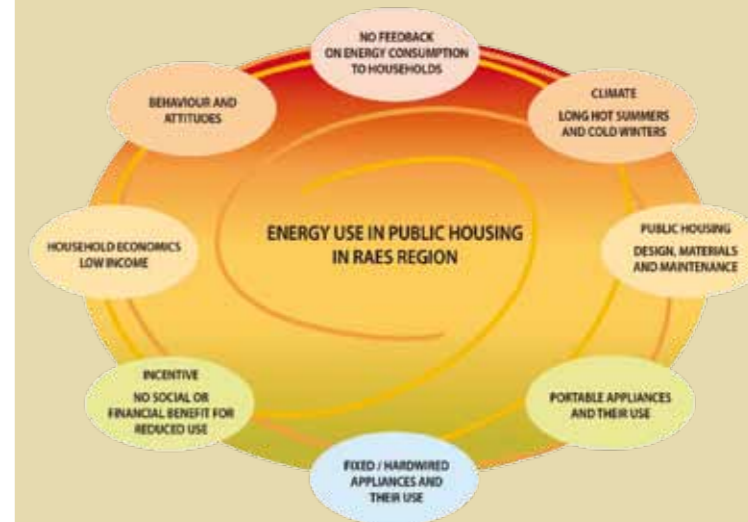 NO FEEDBACK
ON ENERGY CONSUMPTION
TO HOUSEHOLDS
CLIMATE
LONG HOT SUMMERS
AND COLD WINTERS
PUBLIC HOUSING
DESIGN, MATERIALS
AND MAINTENANCE
PORTABLE APPLIANCES
AND THEIR USE
FIXED / HARDWIRED
APPLIANCES AND
THEIR USE
INCENTIVE
NO SOCIAL OR
FINANCIAL BENEFIT FOR
REDUCED USE
HOUSEHOLD ECONOMICS
LOW INCOME
BEHAVIOUR AND
ATTITUDES
ENERGY USE IN PUBLIC HOUSING
IN RAES REGION